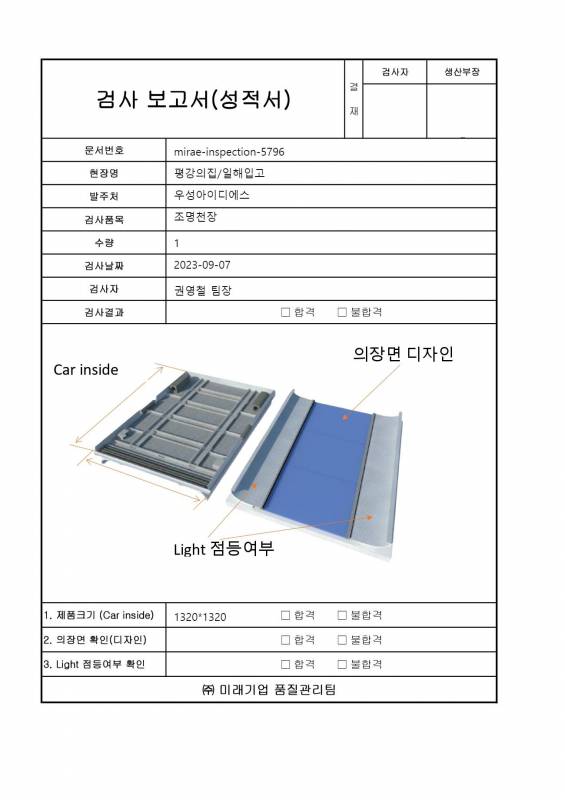 검사 보고서(성적서)
결
재
검사자 생산부장
문서번호 mirae-inspection-5796
현장명 평강의집/일해입고
발주처 우성아이디에스
검사품목 조명천장
수량 1
검사날짜 2023-09-07
검사자 권영철 팀장
검사결과 □ 합격 □ 불합격
의장면 디자인
Car inside
Light 점등여부
1. 제품크기 (Car inside) 1320*1320 □ 합격 □ 불합격
2. 의장면 확인(디자인) □ 합격 □ 불합격
3. Light 점등여부 확인 □ 합격 □ 불합격
㈜ 미래기업 품질관리팀